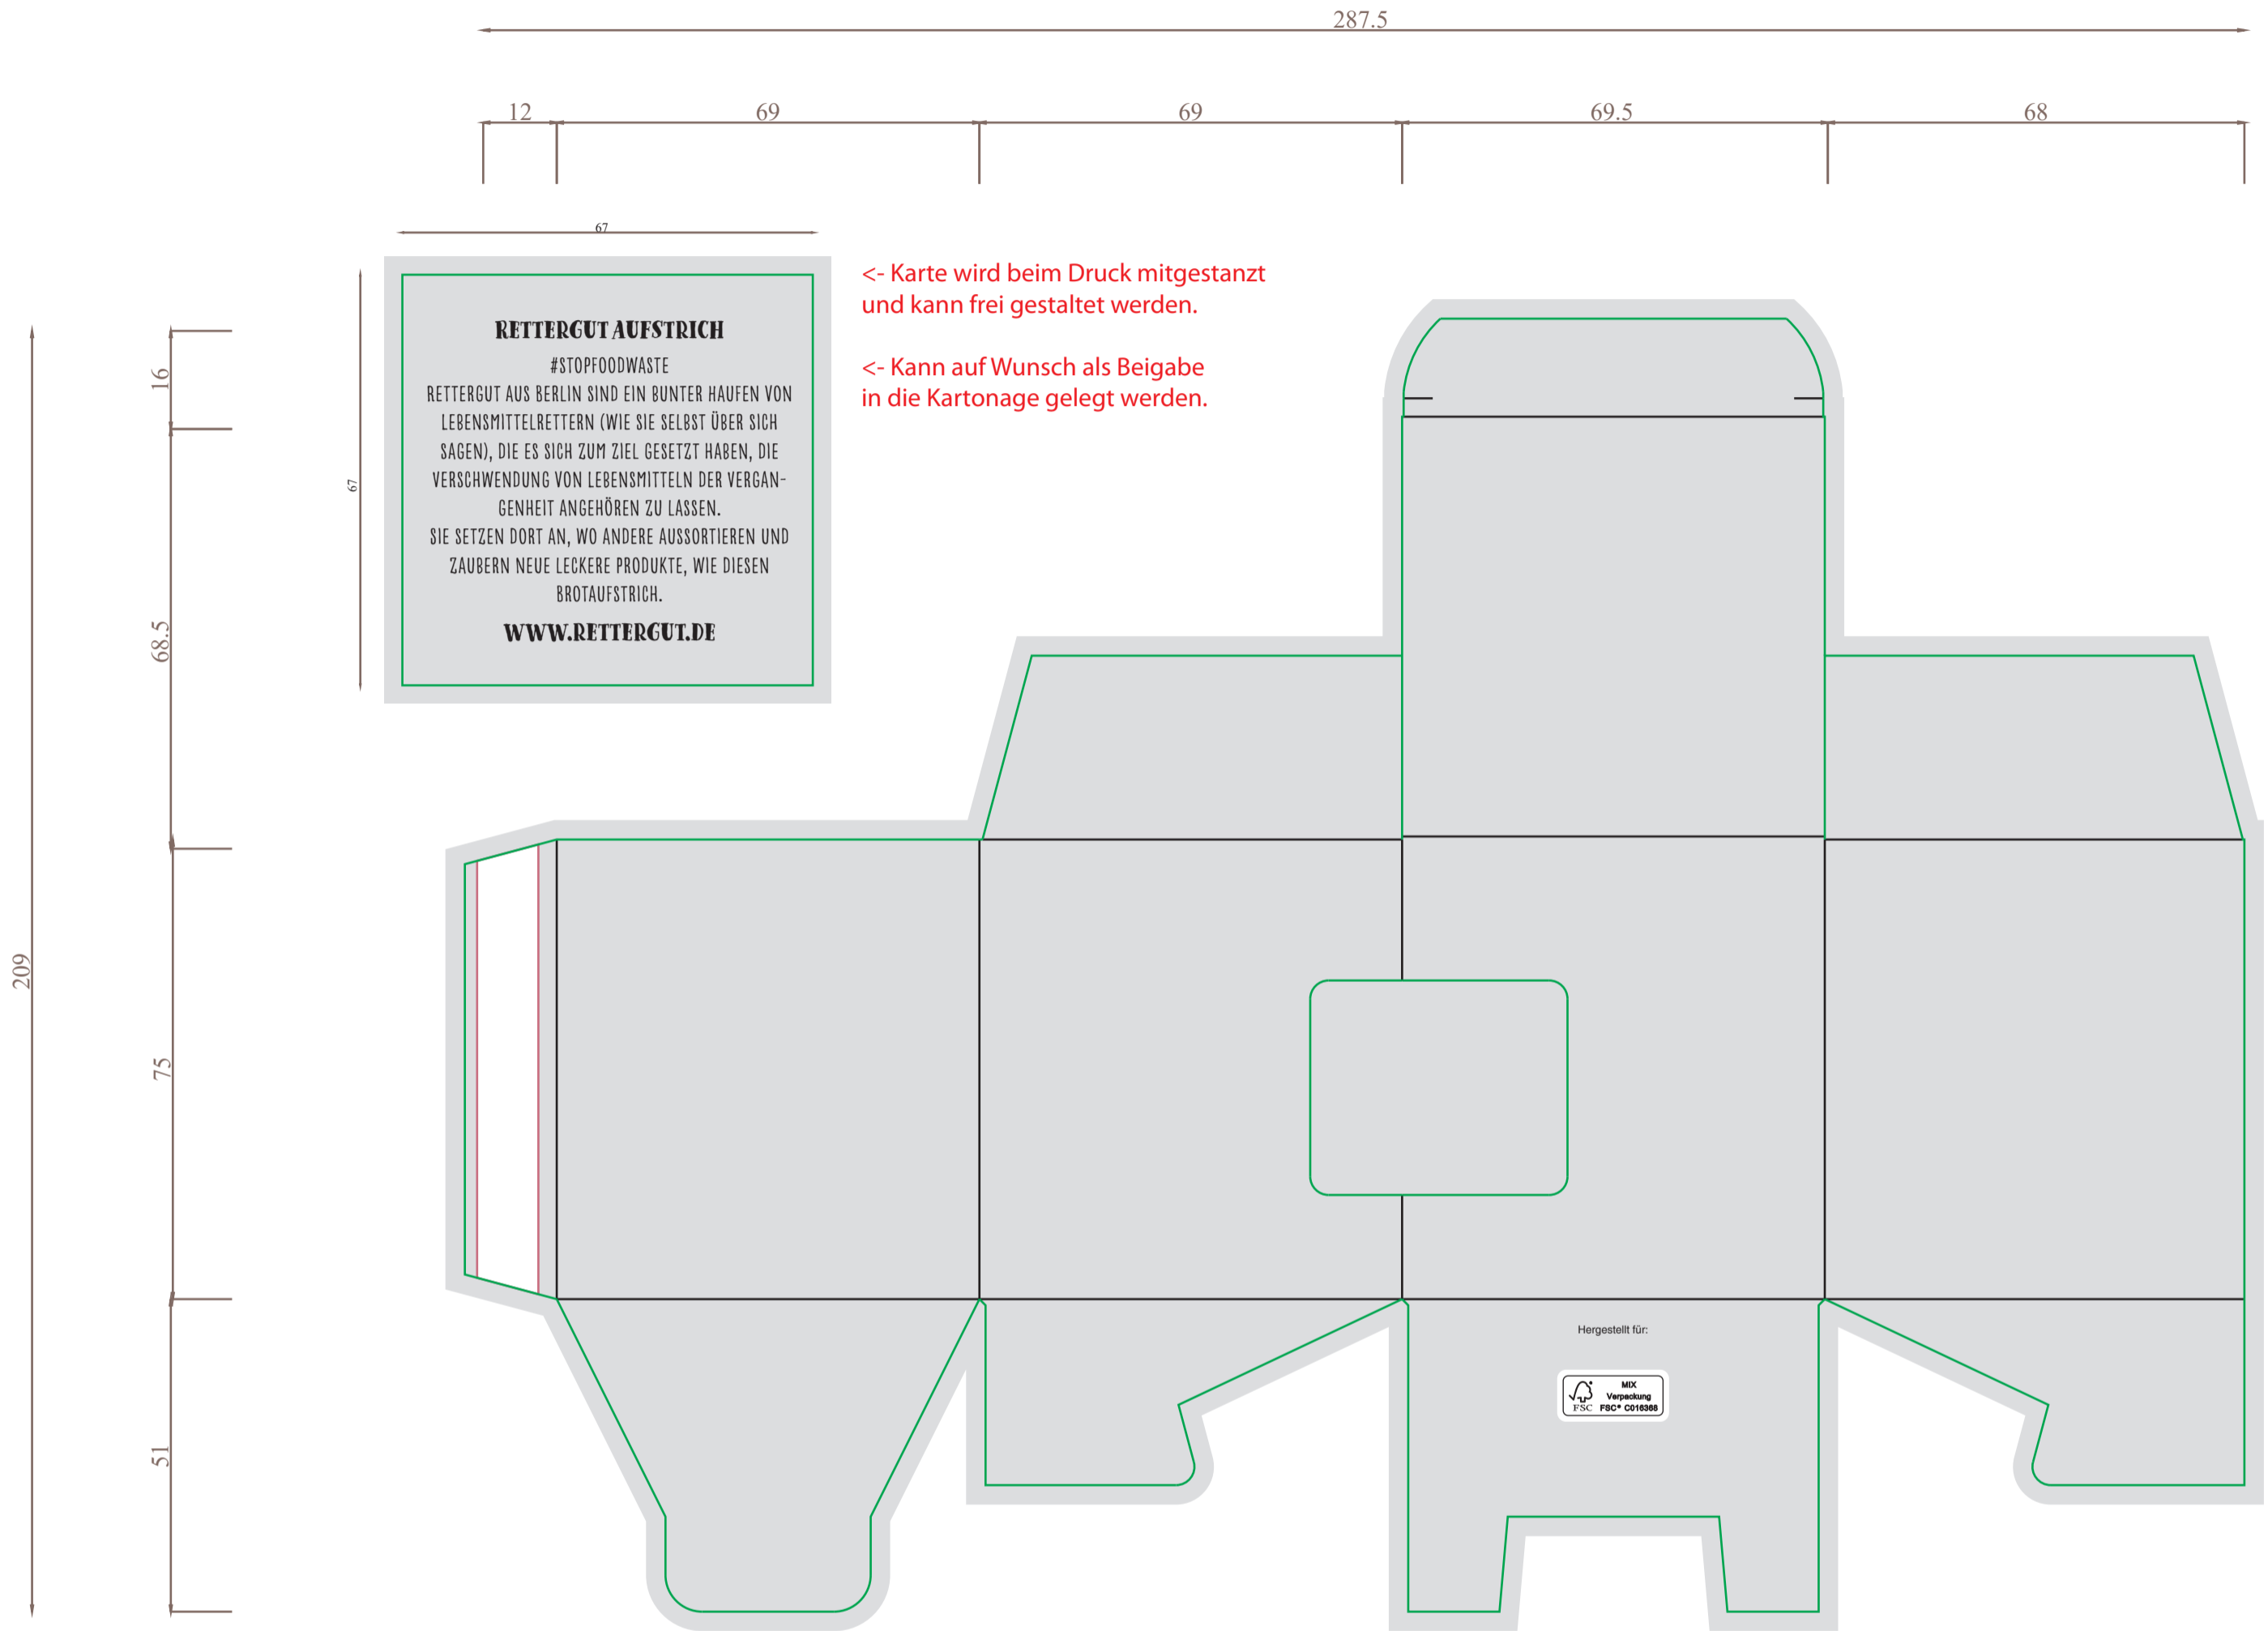 287.5
12
69
69
69.5
68
67
<- Karte wird beim Druck mitgestanzt
und kann frei gestaltet werden.
<- Kann auf Wunsch als Beigabe
in die Kartonage gelegt werden.
67
RETTERGUT AUFSTRICH
#STOPFOODWASTE
RETTERGUT AUS BERLIN SIND EIN BUNTER HAUFEN VON
LEBENSMITTELRETTERN (WIE SIE SELBST ÜBER SICH
SAGEN), DIE ES SICH ZUM ZIEL GESETZT HABEN, DIE
VERSCHWENDUNG VON LEBENSMITTELN DER VERGAN-
GENHEIT ANGEHÖREN ZU LASSEN.
SIE SETZEN DORT AN, WO ANDERE AUSSORTIEREN UND
ZAUBERN NEUE LECKERE PRODUKTE, WIE DIESEN
BROTAUFSTRICH.
WWW.RETTERGUT.DE
16
68.5
209
75
51
Hergestellt für:
MIX
Verpackung
FSC FSC® C016368